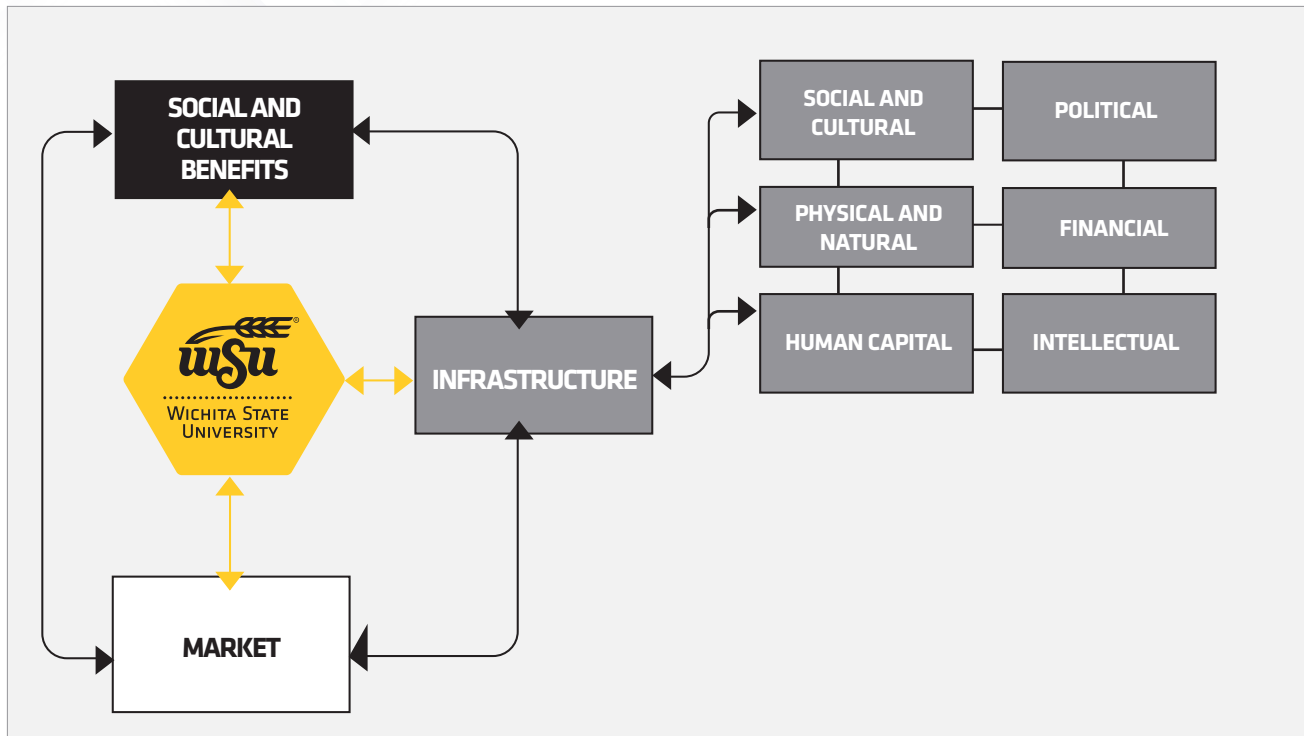 SOCIAL AND
CULTURAL
BENEFITS
SOCIAL AND
CULTURAL
POLITICAL
PHYSICAL AND
NATURAL
FINANCIAL
HUMAN CAPITAL
INTELLECTUAL
wsu®
WICHITA STATE
UNIVERSITY
INFRASTRUCTURE
MARKET